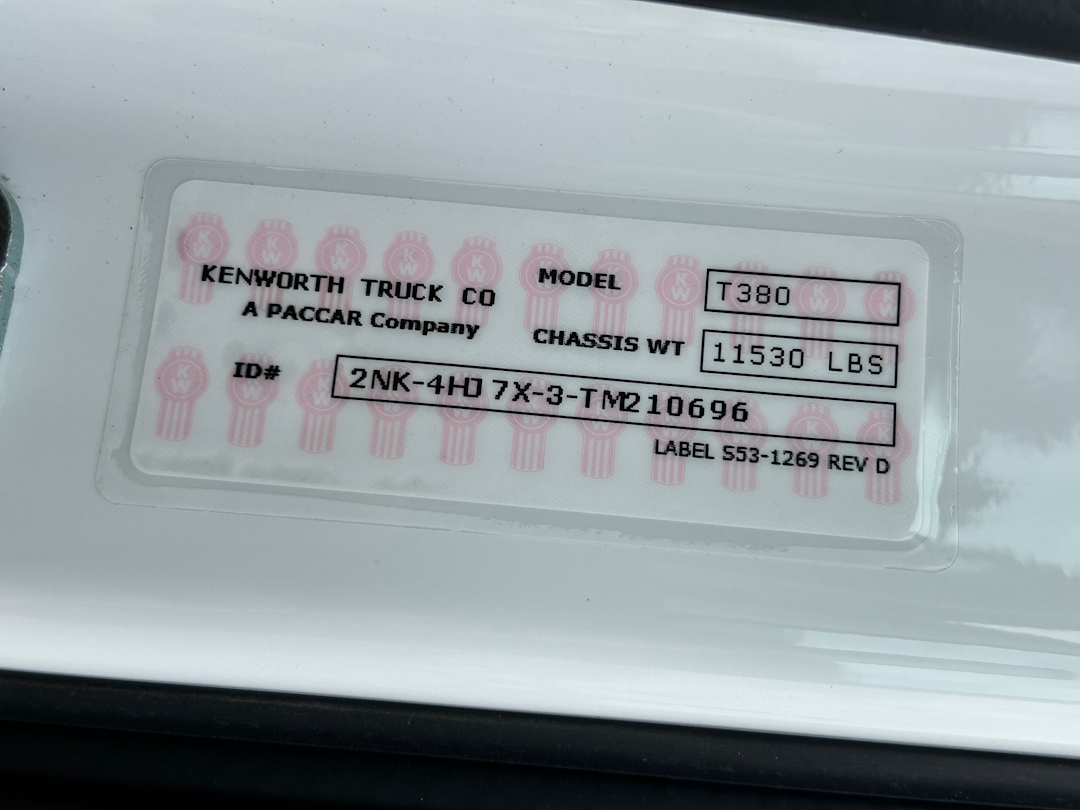 KENWORTH TRUCK CO
A PACCAR Company
MODEL T380
CHASSIS WT 11530 LBS
ID# 2NK-4HJ7X-3-TM210696
LABEL S53-1269 REV D